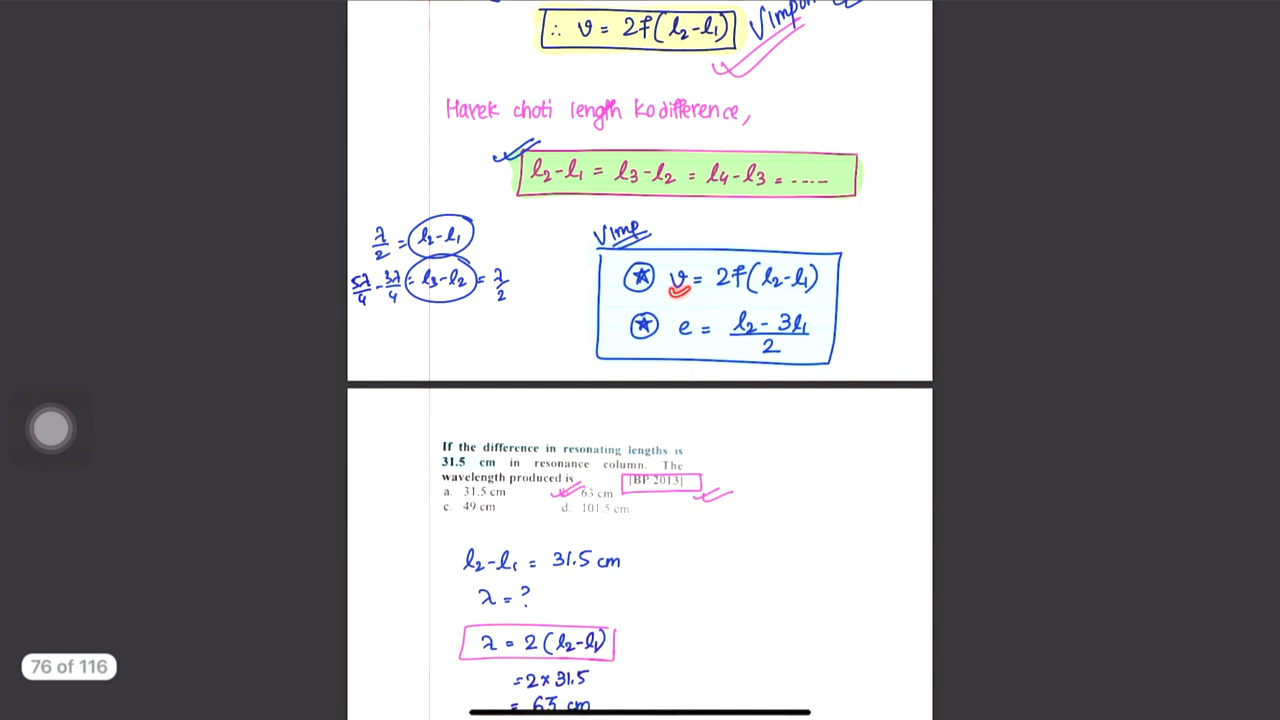 ∴ v = 2f(l₂-l₁) Vimpor
Harek choti length ko difference,
l₂-l₁ = l₃-l₂ = l₄-l₃ = .....
λ/2 = l₂-l₁
5λ/4 - 3λ/4 = l₃-l₂ = λ/2
Vimp
v = 2f(l₂-l₁)
e = (l₂ - 3l₁)/2
If the difference in resonating lengths is
31.5 cm in resonance column. The
wavelength produced is [BP 2013]
a. 31.5 cm 63 cm
c. 49 cm d. 101.5 cm
l₂-l₁ = 31.5 cm
λ = ?
λ = 2(l₂-l₁)
= 2 × 31.5
= 63 cm
76 of 116